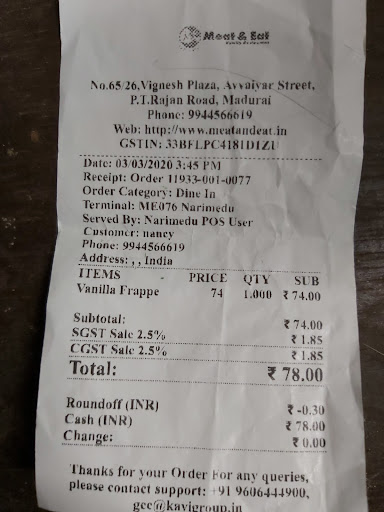 Meat & Eat
Family Restaurant
No.65/26,Vignesh Plaza, Avvaiyar Street,
P.T.Rajan Road, Madurai
Phone: 9944566619
Web: http://www.meatandeat.in
GSTIN: 33BFLPC4181D1ZU
Date: 03/03/2020 3:45 PM
Receipt: Order 11933-001-0077
Order Category: Dine In
Terminal: ME076 Narimedu
Served By: Narimedu POS User
Customer: nancy
Phone: 9944566619
Address: , , India
ITEMS - PRICE QTY SUB
Vanilla Frappe 74 1.000 ₹ 74.00
Subtotal: ₹ 74.00
SGST Sale 2.5% ₹ 1.85
CGST Sale 2.5% ₹ 1.85
Total: ₹ 78.00
Roundoff (INR) ₹ -0.30
Cash (INR) ₹ 78.00
Change: ₹ 0.00
Thanks for your Order For any queries,
please contact support: +91 9606444900,
gcc@kavigroup.in